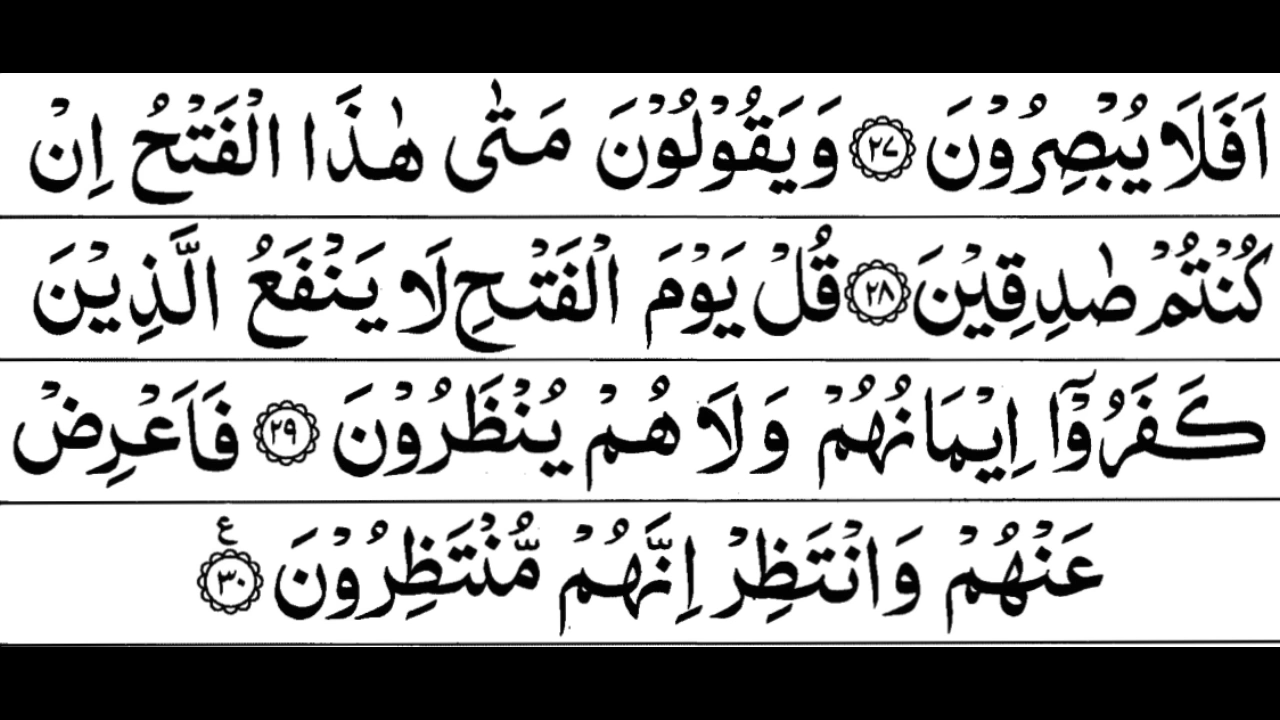 اَفَلَا يُبْصِرُوْنَ ۝٢٧ وَيَقُوْلُوْنَ مَتٰى هٰذَا الْفَتْحُ اِنْ
كُنْتُمْ صٰدِقِيْنَ ۝٢٨ قُلْ يَوْمَ الْفَتْحِ لَا يَنْفَعُ الَّذِيْنَ
كَفَرُوْٓا اِيْمَانُهُمْ وَلَا هُمْ يُنْظَرُوْنَ ۝٢٩ فَاَعْرِضْ
عَنْهُمْ وَانْتَظِرْ اِنَّهُمْ مُّنْتَظِرُوْنَ ۝٣٠ ع